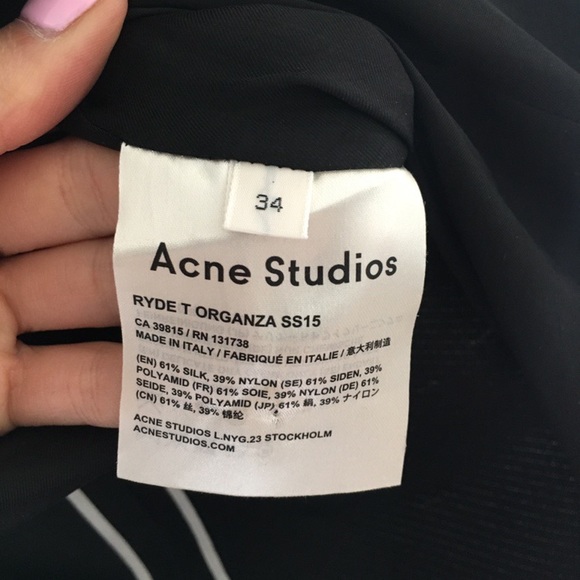 34
Acne Studios
RYDE T ORGANZA SS15
CA 39815 / RN 131738
MADE IN ITALY / FABRIQUÉ EN ITALIE / 意大利制造
(EN) 61% SILK, 39% NYLON (SE) 61% SIDEN, 39%
POLYAMID (FR) 61% SOIE, 39% NYLON (DE) 61%
SEIDE, 39% POLYAMID (JP) 61% 絹, 39% ナイロン
(CN) 61% 丝, 39% 锦纶
ACNE STUDIOS L.NYG.23 STOCKHOLM
ACNESTUDIOS.COM